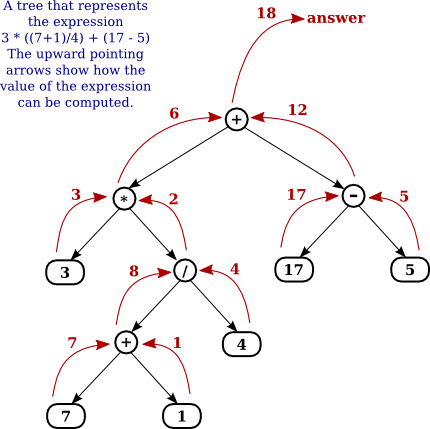 A tree that represents
the expression
3 * ((7+1)/4) + (17 - 5)
The upward pointing
arrows show how the
value of the expression
can be computed.
18 answer
6 + 12
3 * 2 17 - 5
3 8 / 4 17 5
7 + 1 4
7 1